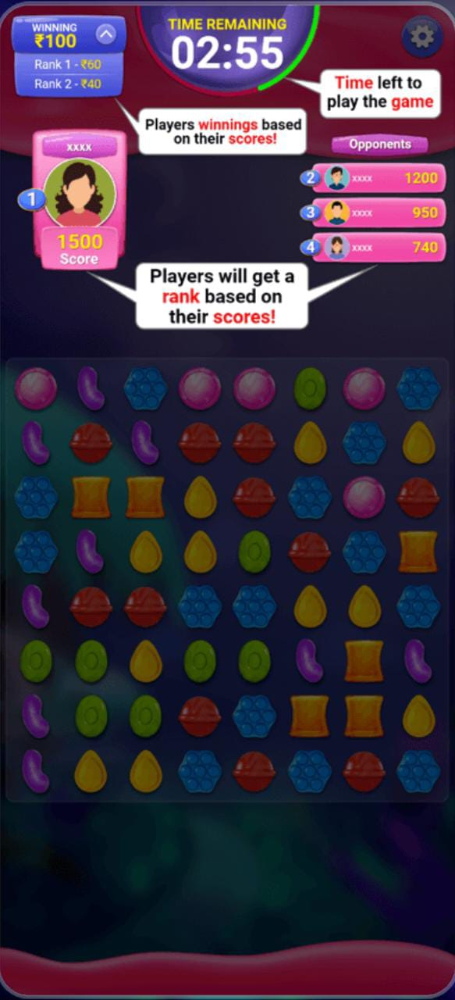 WINNING
₹100
Rank 1 - ₹60
Rank 2 - ₹40
TIME REMAINING
02:55
Time left to
play the game
Players winnings based
on their scores!
xxxx
1
1500
Score
Opponents
2 xxxx 1200
3 xxxx 950
4 xxxx 740
Players will get a
rank based on
their scores!